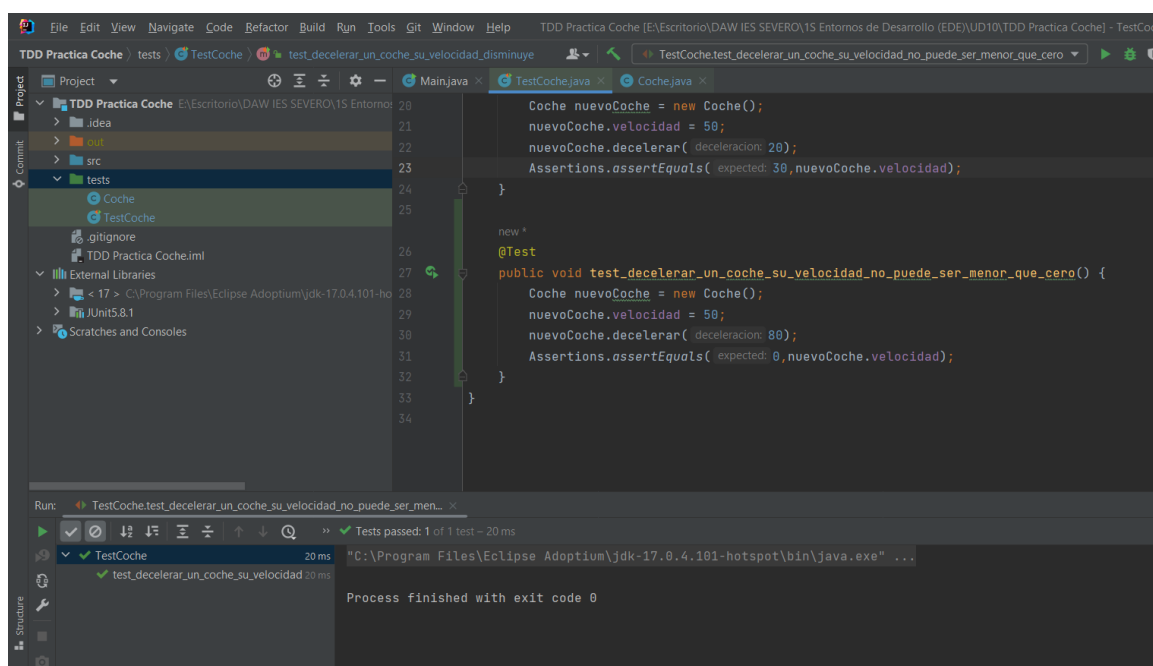 File Edit View Navigate Code Refactor Build Run Tools Git Window Help TDD Practica Coche [E:\Escritorio\DAW IES SEVERO\1S Entornos de Desarrollo (EDE)\UD10\TDD Practica Coche] - TestCoc
TDD Practica Coche tests TestCoche test_decelerar_un_coche_su_velocidad_disminuye TestCoche.test_decelerar_un_coche_su_velocidad_no_puede_ser_menor_que_cero
Project Main.java TestCoche.java Coche.java
Project
Commit
Structure
TDD Practica Coche E:\Escritorio\DAW IES SEVERO\1S Entornos
.idea
out
src
tests
Coche
TestCoche
.gitignore
TDD Practica Coche.iml
External Libraries
< 17 > C:\Program Files\Eclipse Adoptium\jdk-17.0.4.101-ho
JUnit5.8.1
Scratches and Consoles
20 Coche nuevoCoche = new Coche();
21 nuevoCoche.velocidad = 50;
22 nuevoCoche.decelerar( deceleracion: 20);
23 Assertions.assertEquals( expected: 30,nuevoCoche.velocidad);
24 }
25
new *
26 @Test
27 public void test_decelerar_un_coche_su_velocidad_no_puede_ser_menor_que_cero() {
28 Coche nuevoCoche = new Coche();
29 nuevoCoche.velocidad = 50;
30 nuevoCoche.decelerar( deceleracion: 80);
31 Assertions.assertEquals( expected: 0,nuevoCoche.velocidad);
32 }
33 }
34
Run: TestCoche.test_decelerar_un_coche_su_velocidad_no_puede_ser_men...
» Tests passed: 1 of 1 test – 20 ms
TestCoche 20 ms
test_decelerar_un_coche_su_velocidad 20 ms
"C:\Program Files\Eclipse Adoptium\jdk-17.0.4.101-hotspot\bin\java.exe" ...
Process finished with exit code 0